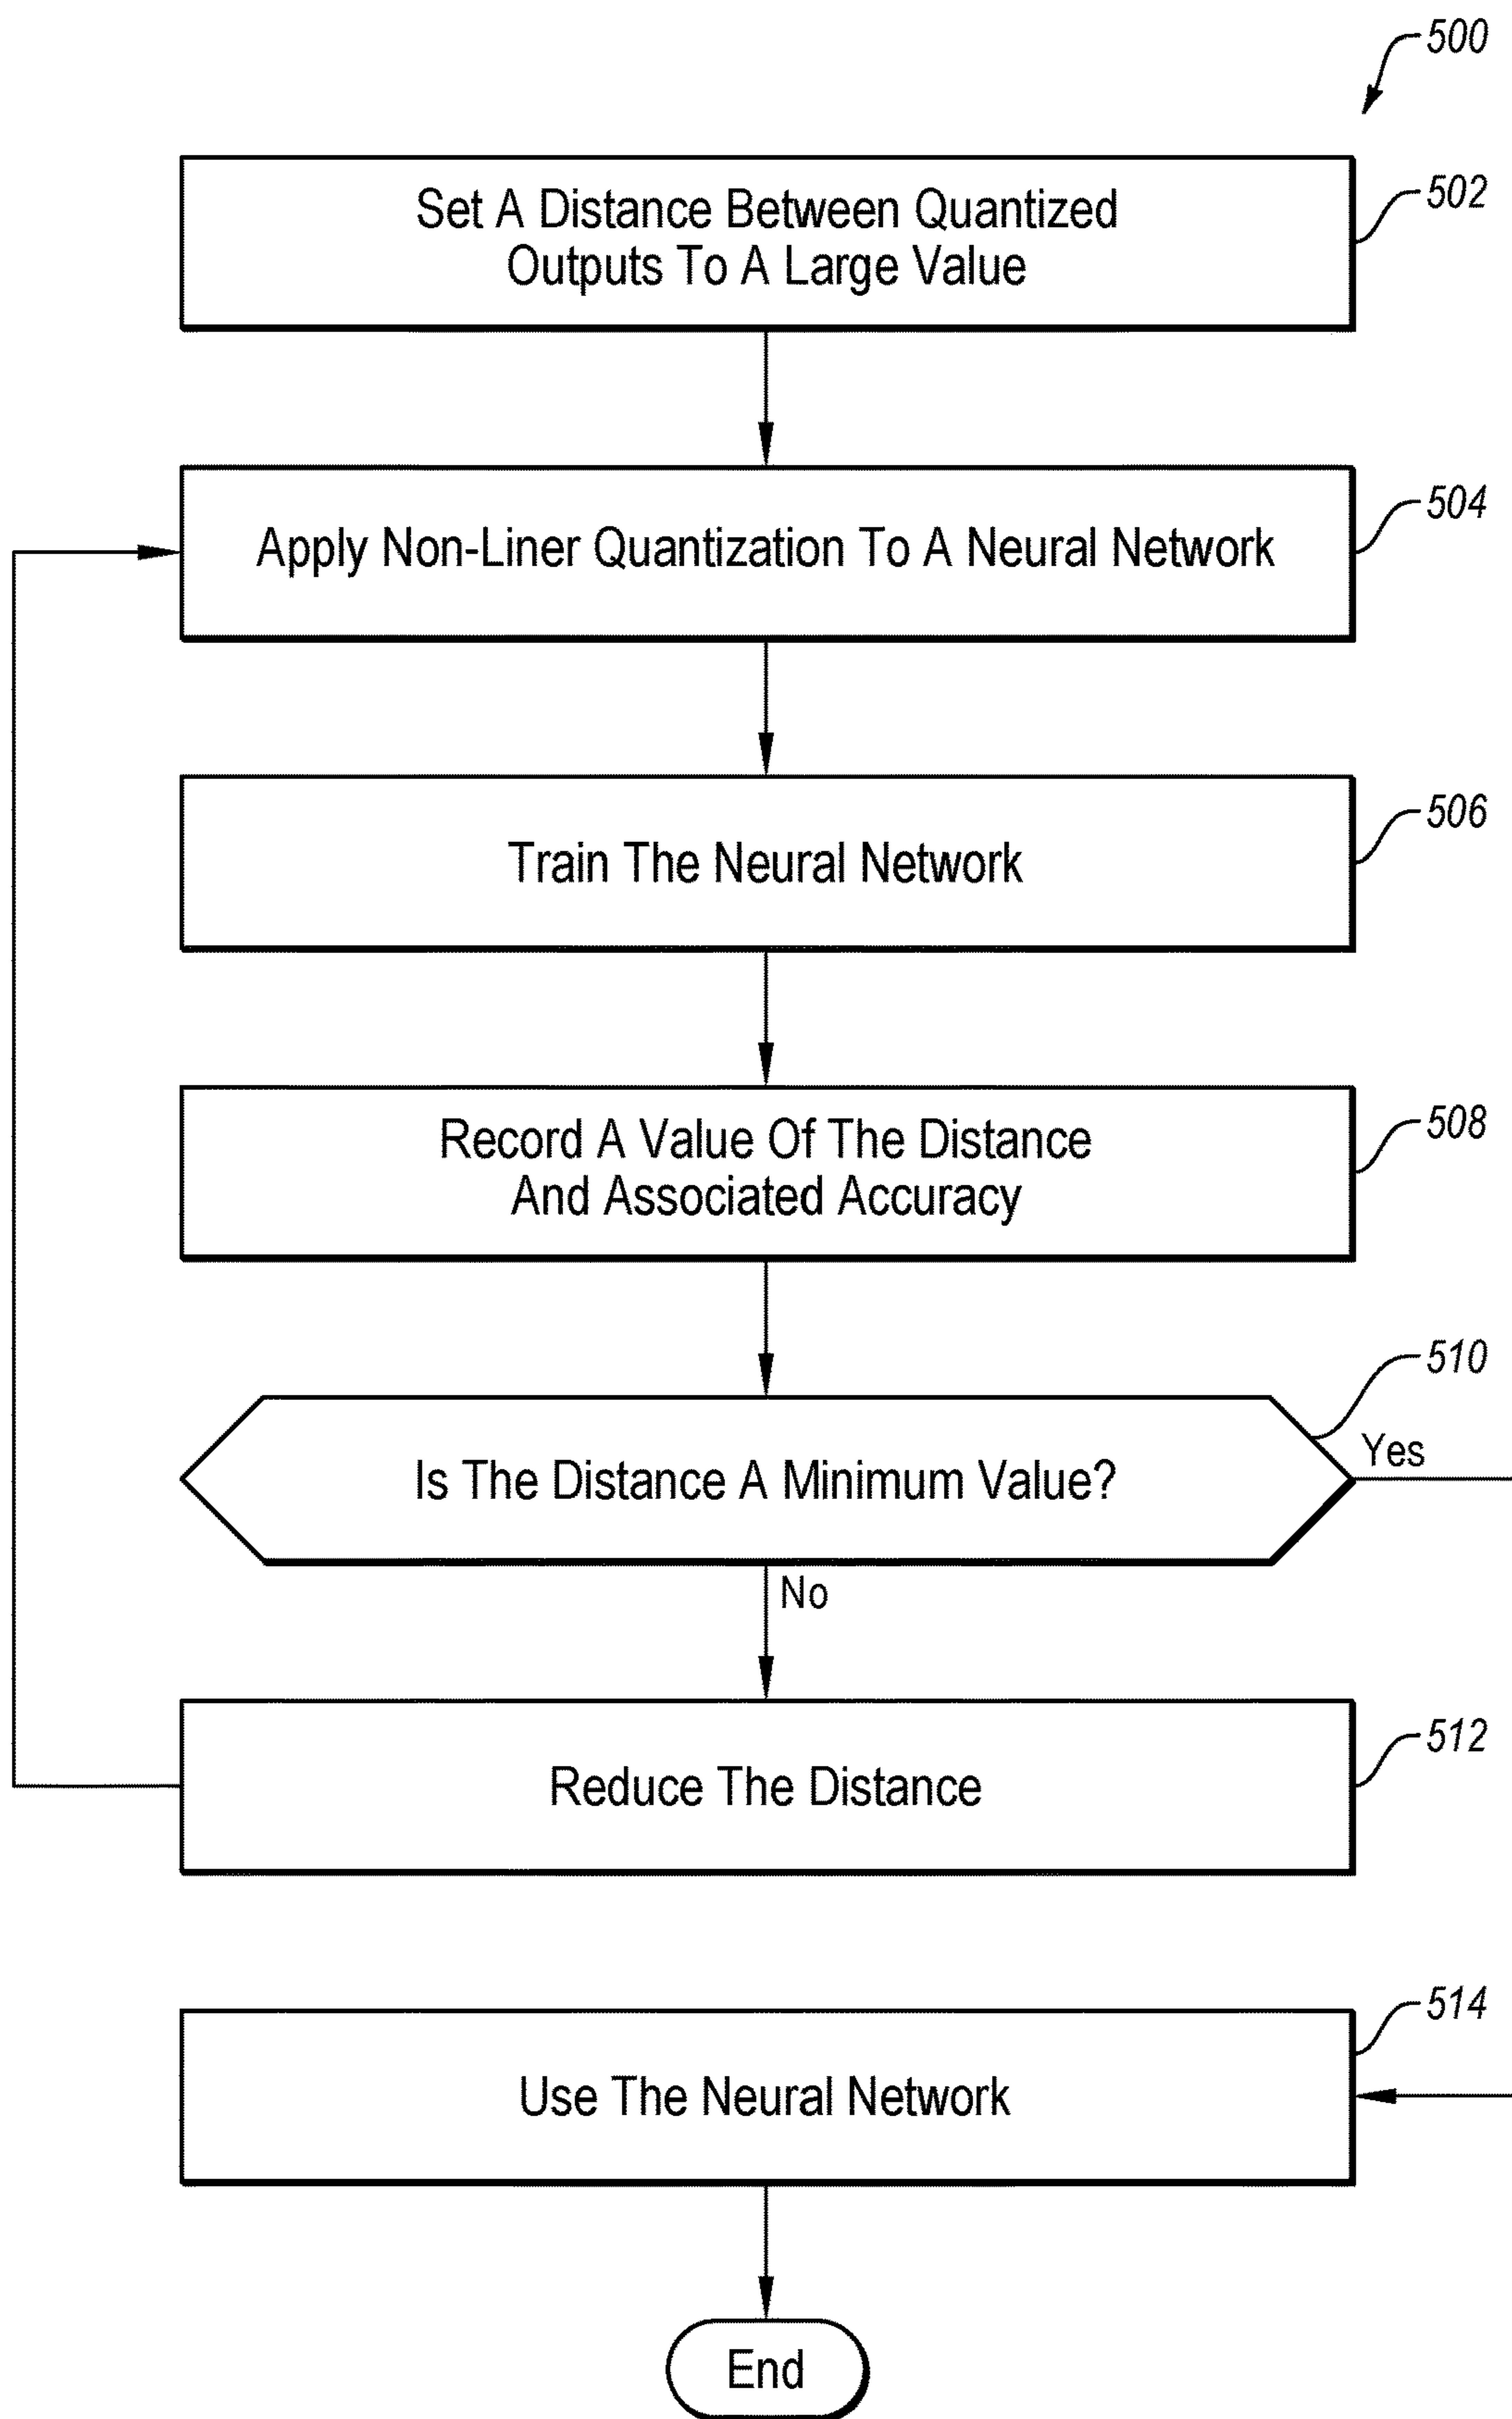 500
Set A Distance Between Quantized
Outputs To A Large Value
502
Apply Non-Liner Quantization To A Neural Network
504
Train The Neural Network
506
Record A Value Of The Distance
And Associated Accuracy
508
510
Is The Distance A Minimum Value?
Yes
No
Reduce The Distance
512
Use The Neural Network
514
End